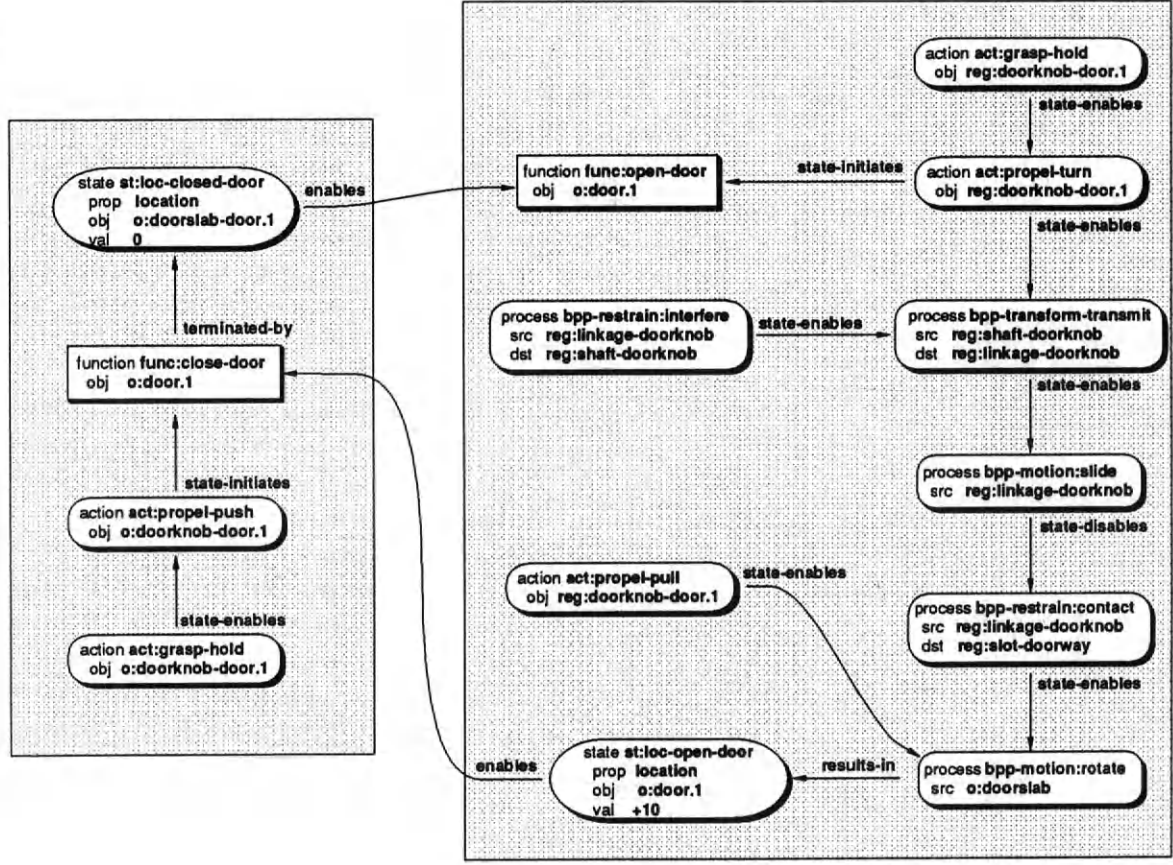 state st:loc-closed-door
prop location
obj o:doorslab-door.1
val 0
enables
terminated-by
function func:close-door
obj o:door.1
state-initiates
action act:propel-push
obj o:doorknob-door.1
state-enables
action act:grasp-hold
obj o:doorknob-door.1
action act:grasp-hold
obj reg:doorknob-door.1
state-enables
function func:open-door
obj o:door.1
state-initiates
action act:propel-turn
obj reg:doorknob-door.1
state-enables
process bpp-restrain:interfere
src reg:linkage-doorknob
dst reg:shaft-doorknob
state-enables
process bpp-transform-transmit
src reg:shaft-doorknob
dst reg:linkage-doorknob
state-enables
process bpp-motion:slide
src reg:linkage-doorknob
state-disables
action act:propel-pull
obj reg:doorknob-door.1
state-enables
process bpp-restrain:contact
src reg:linkage-doorknob
dst reg:slot-doorway
state-enables
enables
state st:loc-open-door
prop location
obj o:door.1
val +10
results-in
process bpp-motion:rotate
src o:doorslab